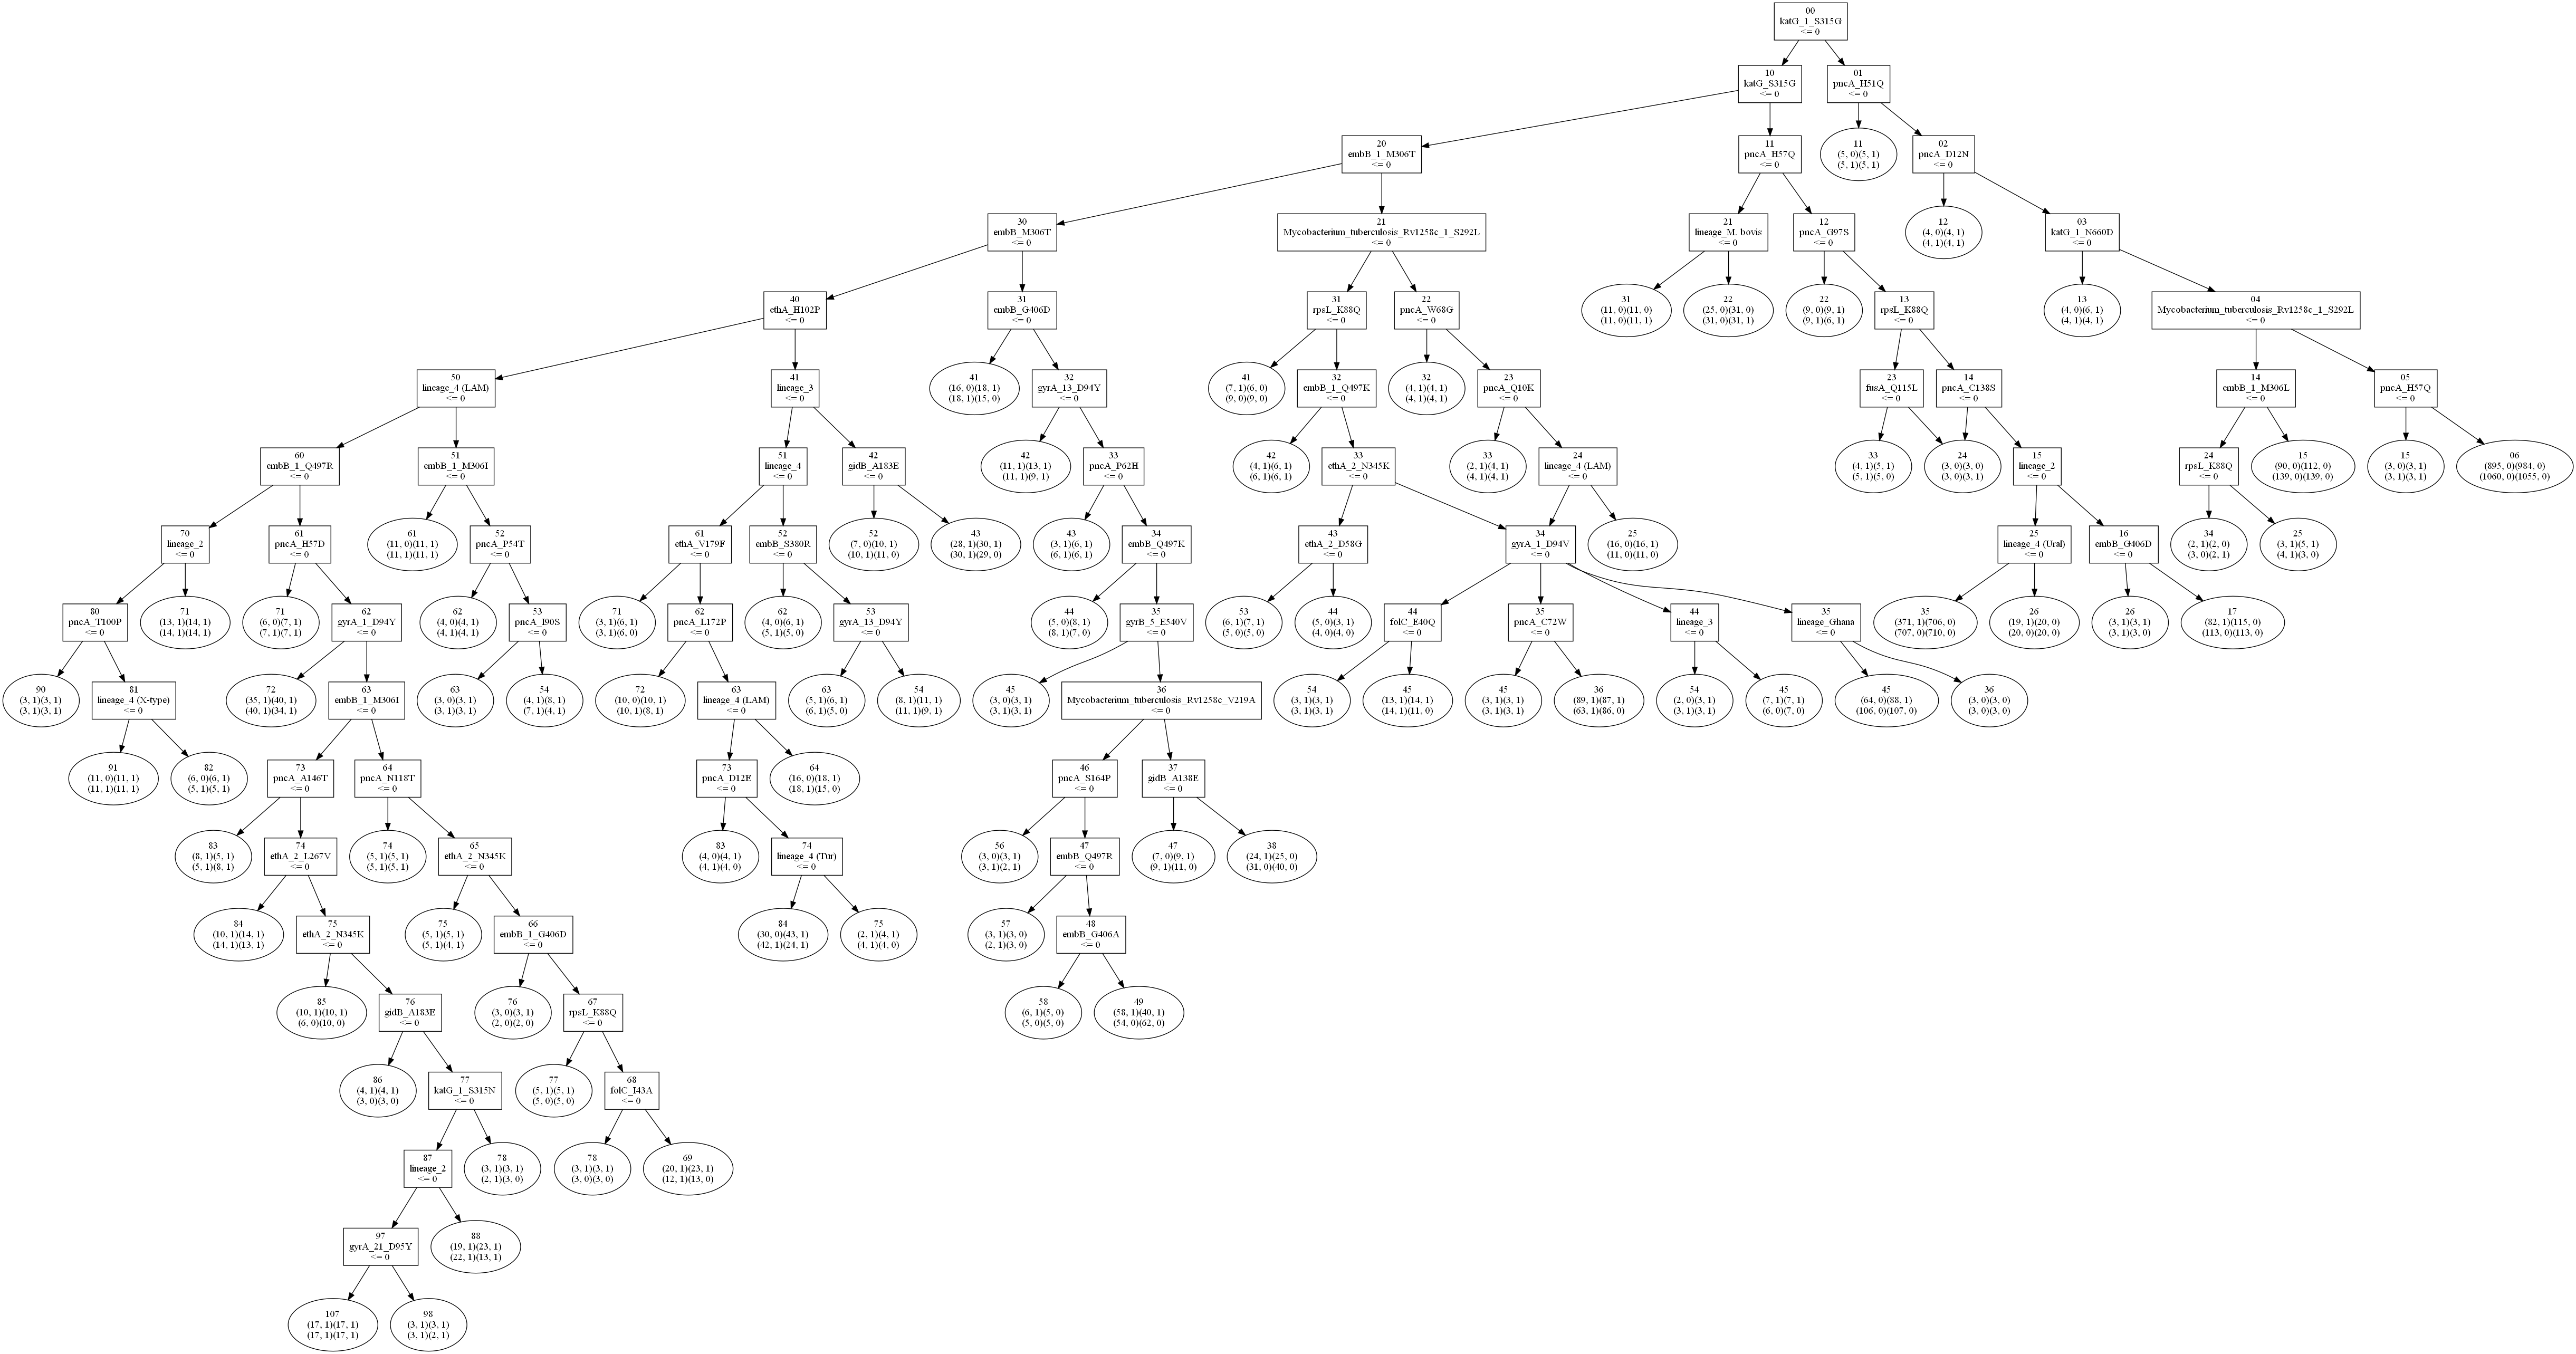 00
katG_1_S315G
<= 0
10
katG_S315G
<= 0
01
pncA_H51Q
<= 0
20
embB_1_M306T
<= 0
11
pncA_H57Q
<= 0
11
(5, 0)(5, 1)
(5, 1)(5, 1)
02
pncA_D12N
<= 0
30
embB_M306T
<= 0
21
Mycobacterium_tuberculosis_Rv1258c_1_S292L
<= 0
21
lineage_M. bovis
<= 0
12
pncA_G97S
<= 0
12
(4, 0)(4, 1)
(4, 1)(4, 1)
03
katG_1_N660D
<= 0
40
ethA_H102P
<= 0
31
embB_G406D
<= 0
31
rpsL_K88Q
<= 0
22
pncA_W68G
<= 0
31
(11, 0)(11, 0)
(11, 0)(11, 1)
22
(25, 0)(31, 0)
(31, 0)(31, 1)
22
(9, 0)(9, 1)
(9, 1)(6, 1)
13
rpsL_K88Q
<= 0
13
(4, 0)(6, 1)
(4, 1)(4, 1)
04
Mycobacterium_tuberculosis_Rv1258c_1_S292L
<= 0
50
lineage_4 (LAM)
<= 0
41
lineage_3
<= 0
41
(16, 0)(18, 1)
(18, 1)(15, 0)
32
gyrA_13_D94Y
<= 0
41
(7, 1)(6, 0)
(9, 0)(9, 0)
32
embB_1_Q497K
<= 0
32
(4, 1)(4, 1)
(4, 1)(4, 1)
23
pncA_Q10K
<= 0
23
fusA_Q115L
<= 0
14
pncA_C138S
<= 0
14
embB_1_M306L
<= 0
05
pncA_H57Q
<= 0
60
embB_1_Q497R
<= 0
51
embB_1_M306I
<= 0
51
lineage_4
<= 0
42
gidB_A183E
<= 0
42
(11, 1)(13, 1)
(11, 1)(9, 1)
33
pncA_P62H
<= 0
42
(4, 1)(6, 1)
(6, 1)(6, 1)
33
ethA_2_N345K
<= 0
33
(2, 1)(4, 1)
(4, 1)(4, 1)
24
lineage_4 (LAM)
<= 0
33
(4, 1)(5, 1)
(5, 1)(5, 0)
24
(3, 0)(3, 0)
(3, 0)(3, 1)
15
lineage_2
<= 0
24
rpsL_K88Q
<= 0
15
(90, 0)(112, 0)
(139, 0)(139, 0)
15
(3, 0)(3, 1)
(3, 1)(3, 1)
06
(895, 0)(984, 0)
(1060, 0)(1055, 0)
70
lineage_2
<= 0
61
pncA_H57D
<= 0
61
(11, 0)(11, 1)
(11, 1)(11, 1)
52
pncA_P54T
<= 0
61
ethA_V179F
<= 0
52
embB_S380R
<= 0
52
(7, 0)(10, 1)
(10, 1)(11, 0)
43
(28, 1)(30, 1)
(30, 1)(29, 0)
43
(3, 1)(6, 1)
(6, 1)(6, 1)
34
embB_Q497K
<= 0
43
ethA_2_D58G
<= 0
34
gyrA_1_D94V
<= 0
25
(16, 0)(16, 1)
(11, 0)(11, 0)
25
lineage_4 (Ural)
<= 0
16
embB_G406D
<= 0
34
(2, 1)(2, 0)
(3, 0)(2, 1)
25
(3, 1)(5, 1)
(4, 1)(3, 0)
80
pncA_T100P
<= 0
71
(13, 1)(14, 1)
(14, 1)(14, 1)
71
(6, 0)(7, 1)
(7, 1)(7, 1)
62
gyrA_1_D94Y
<= 0
62
(4, 0)(4, 1)
(4, 1)(4, 1)
53
pncA_I90S
<= 0
71
(3, 1)(6, 1)
(3, 1)(6, 0)
62
pncA_L172P
<= 0
62
(4, 0)(6, 1)
(5, 1)(5, 0)
53
gyrA_13_D94Y
<= 0
44
(5, 0)(8, 1)
(8, 1)(7, 0)
35
gyrB_5_E540V
<= 0
53
(6, 1)(7, 1)
(5, 0)(5, 0)
44
(5, 0)(3, 1)
(4, 0)(4, 0)
44
folC_E40Q
<= 0
35
pncA_C72W
<= 0
44
lineage_3
<= 0
35
lineage_Ghana
<= 0
35
(371, 1)(706, 0)
(707, 0)(710, 0)
26
(19, 1)(20, 0)
(20, 0)(20, 0)
26
(3, 1)(3, 1)
(3, 1)(3, 0)
17
(82, 1)(115, 0)
(113, 0)(113, 0)
90
(3, 1)(3, 1)
(3, 1)(3, 1)
81
lineage_4 (X-type)
<= 0
72
(35, 1)(40, 1)
(40, 1)(34, 1)
63
embB_1_M306I
<= 0
63
(3, 0)(3, 1)
(3, 1)(3, 1)
54
(4, 1)(8, 1)
(7, 1)(4, 1)
72
(10, 0)(10, 1)
(10, 1)(8, 1)
63
lineage_4 (LAM)
<= 0
63
(5, 1)(6, 1)
(6, 1)(5, 0)
54
(8, 1)(11, 1)
(11, 1)(9, 1)
45
(3, 0)(3, 1)
(3, 1)(3, 1)
36
Mycobacterium_tuberculosis_Rv1258c_V219A
<= 0
54
(3, 1)(3, 1)
(3, 1)(3, 1)
45
(13, 1)(14, 1)
(14, 1)(11, 0)
45
(3, 1)(3, 1)
(3, 1)(3, 1)
36
(89, 1)(87, 1)
(63, 1)(86, 0)
54
(2, 0)(3, 1)
(3, 1)(3, 1)
45
(7, 1)(7, 1)
(6, 0)(7, 0)
45
(64, 0)(88, 1)
(106, 0)(107, 0)
36
(3, 0)(3, 0)
(3, 0)(3, 0)
91
(11, 0)(11, 1)
(11, 1)(11, 1)
82
(6, 0)(6, 1)
(5, 1)(5, 1)
73
pncA_A146T
<= 0
64
pncA_N118T
<= 0
73
pncA_D12E
<= 0
64
(16, 0)(18, 1)
(18, 1)(15, 0)
46
pncA_S164P
<= 0
37
gidB_A138E
<= 0
83
(8, 1)(5, 1)
(5, 1)(8, 1)
74
ethA_2_L267V
<= 0
74
(5, 1)(5, 1)
(5, 1)(5, 1)
65
ethA_2_N345K
<= 0
83
(4, 0)(4, 1)
(4, 1)(4, 0)
74
lineage_4 (Tur)
<= 0
56
(3, 0)(3, 1)
(3, 1)(2, 1)
47
embB_Q497R
<= 0
47
(7, 0)(9, 1)
(9, 1)(11, 0)
38
(24, 1)(25, 0)
(31, 0)(40, 0)
84
(10, 1)(14, 1)
(14, 1)(13, 1)
75
ethA_2_N345K
<= 0
75
(5, 1)(5, 1)
(5, 1)(4, 1)
66
embB_1_G406D
<= 0
84
(30, 0)(43, 1)
(42, 1)(24, 1)
75
(2, 1)(4, 1)
(4, 1)(4, 0)
57
(3, 1)(3, 0)
(2, 1)(3, 0)
48
embB_G406A
<= 0
85
(10, 1)(10, 1)
(6, 0)(10, 0)
76
gidB_A183E
<= 0
76
(3, 0)(3, 1)
(2, 0)(2, 0)
67
rpsL_K88Q
<= 0
58
(6, 1)(5, 0)
(5, 0)(5, 0)
49
(58, 1)(40, 1)
(54, 0)(62, 0)
86
(4, 1)(4, 1)
(3, 0)(3, 0)
77
katG_1_S315N
<= 0
77
(5, 1)(5, 1)
(5, 0)(5, 0)
68
folC_I43A
<= 0
87
lineage_2
<= 0
78
(3, 1)(3, 1)
(2, 1)(3, 0)
78
(3, 1)(3, 1)
(3, 0)(3, 0)
69
(20, 1)(23, 1)
(12, 1)(13, 0)
97
gyrA_21_D95Y
<= 0
88
(19, 1)(23, 1)
(22, 1)(13, 1)
107
(17, 1)(17, 1)
(17, 1)(17, 1)
98
(3, 1)(3, 1)
(3, 1)(2, 1)